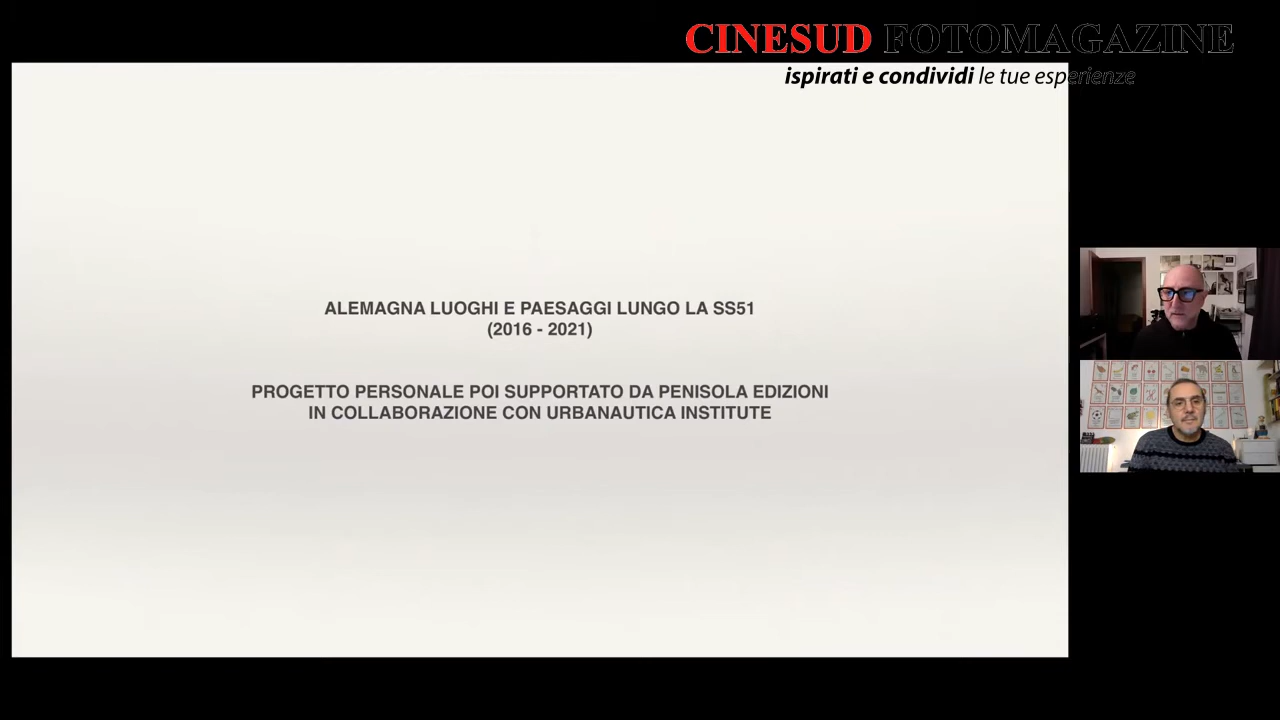 CINESUD FOTOMAGAZINE
ispirati e condividi le tue esperienze
ALEMAGNA LUOGHI E PAESAGGI LUNGO LA SS51
(2016 - 2021)
PROGETTO PERSONALE POI SUPPORTATO DA PENISOLA EDIZIONI
IN COLLABORAZIONE CON URBANAUTICA INSTITUTE